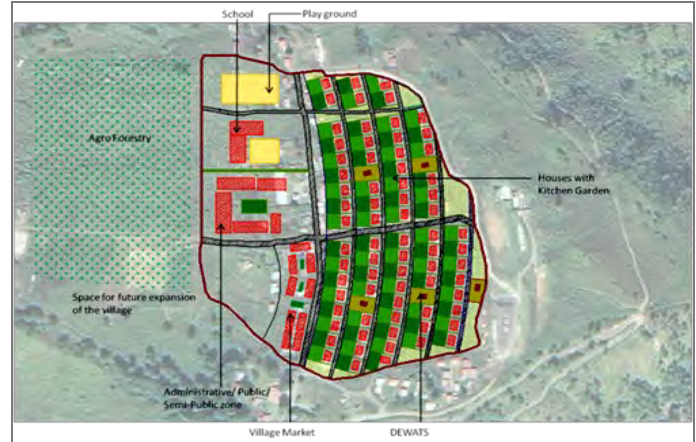 School
Play ground
Agro Forestry
Houses with
Kitchen Garden
Space for future expansion
of the village
Administrative/ Public/
Semi-Public zone
Village Market
DEWATS